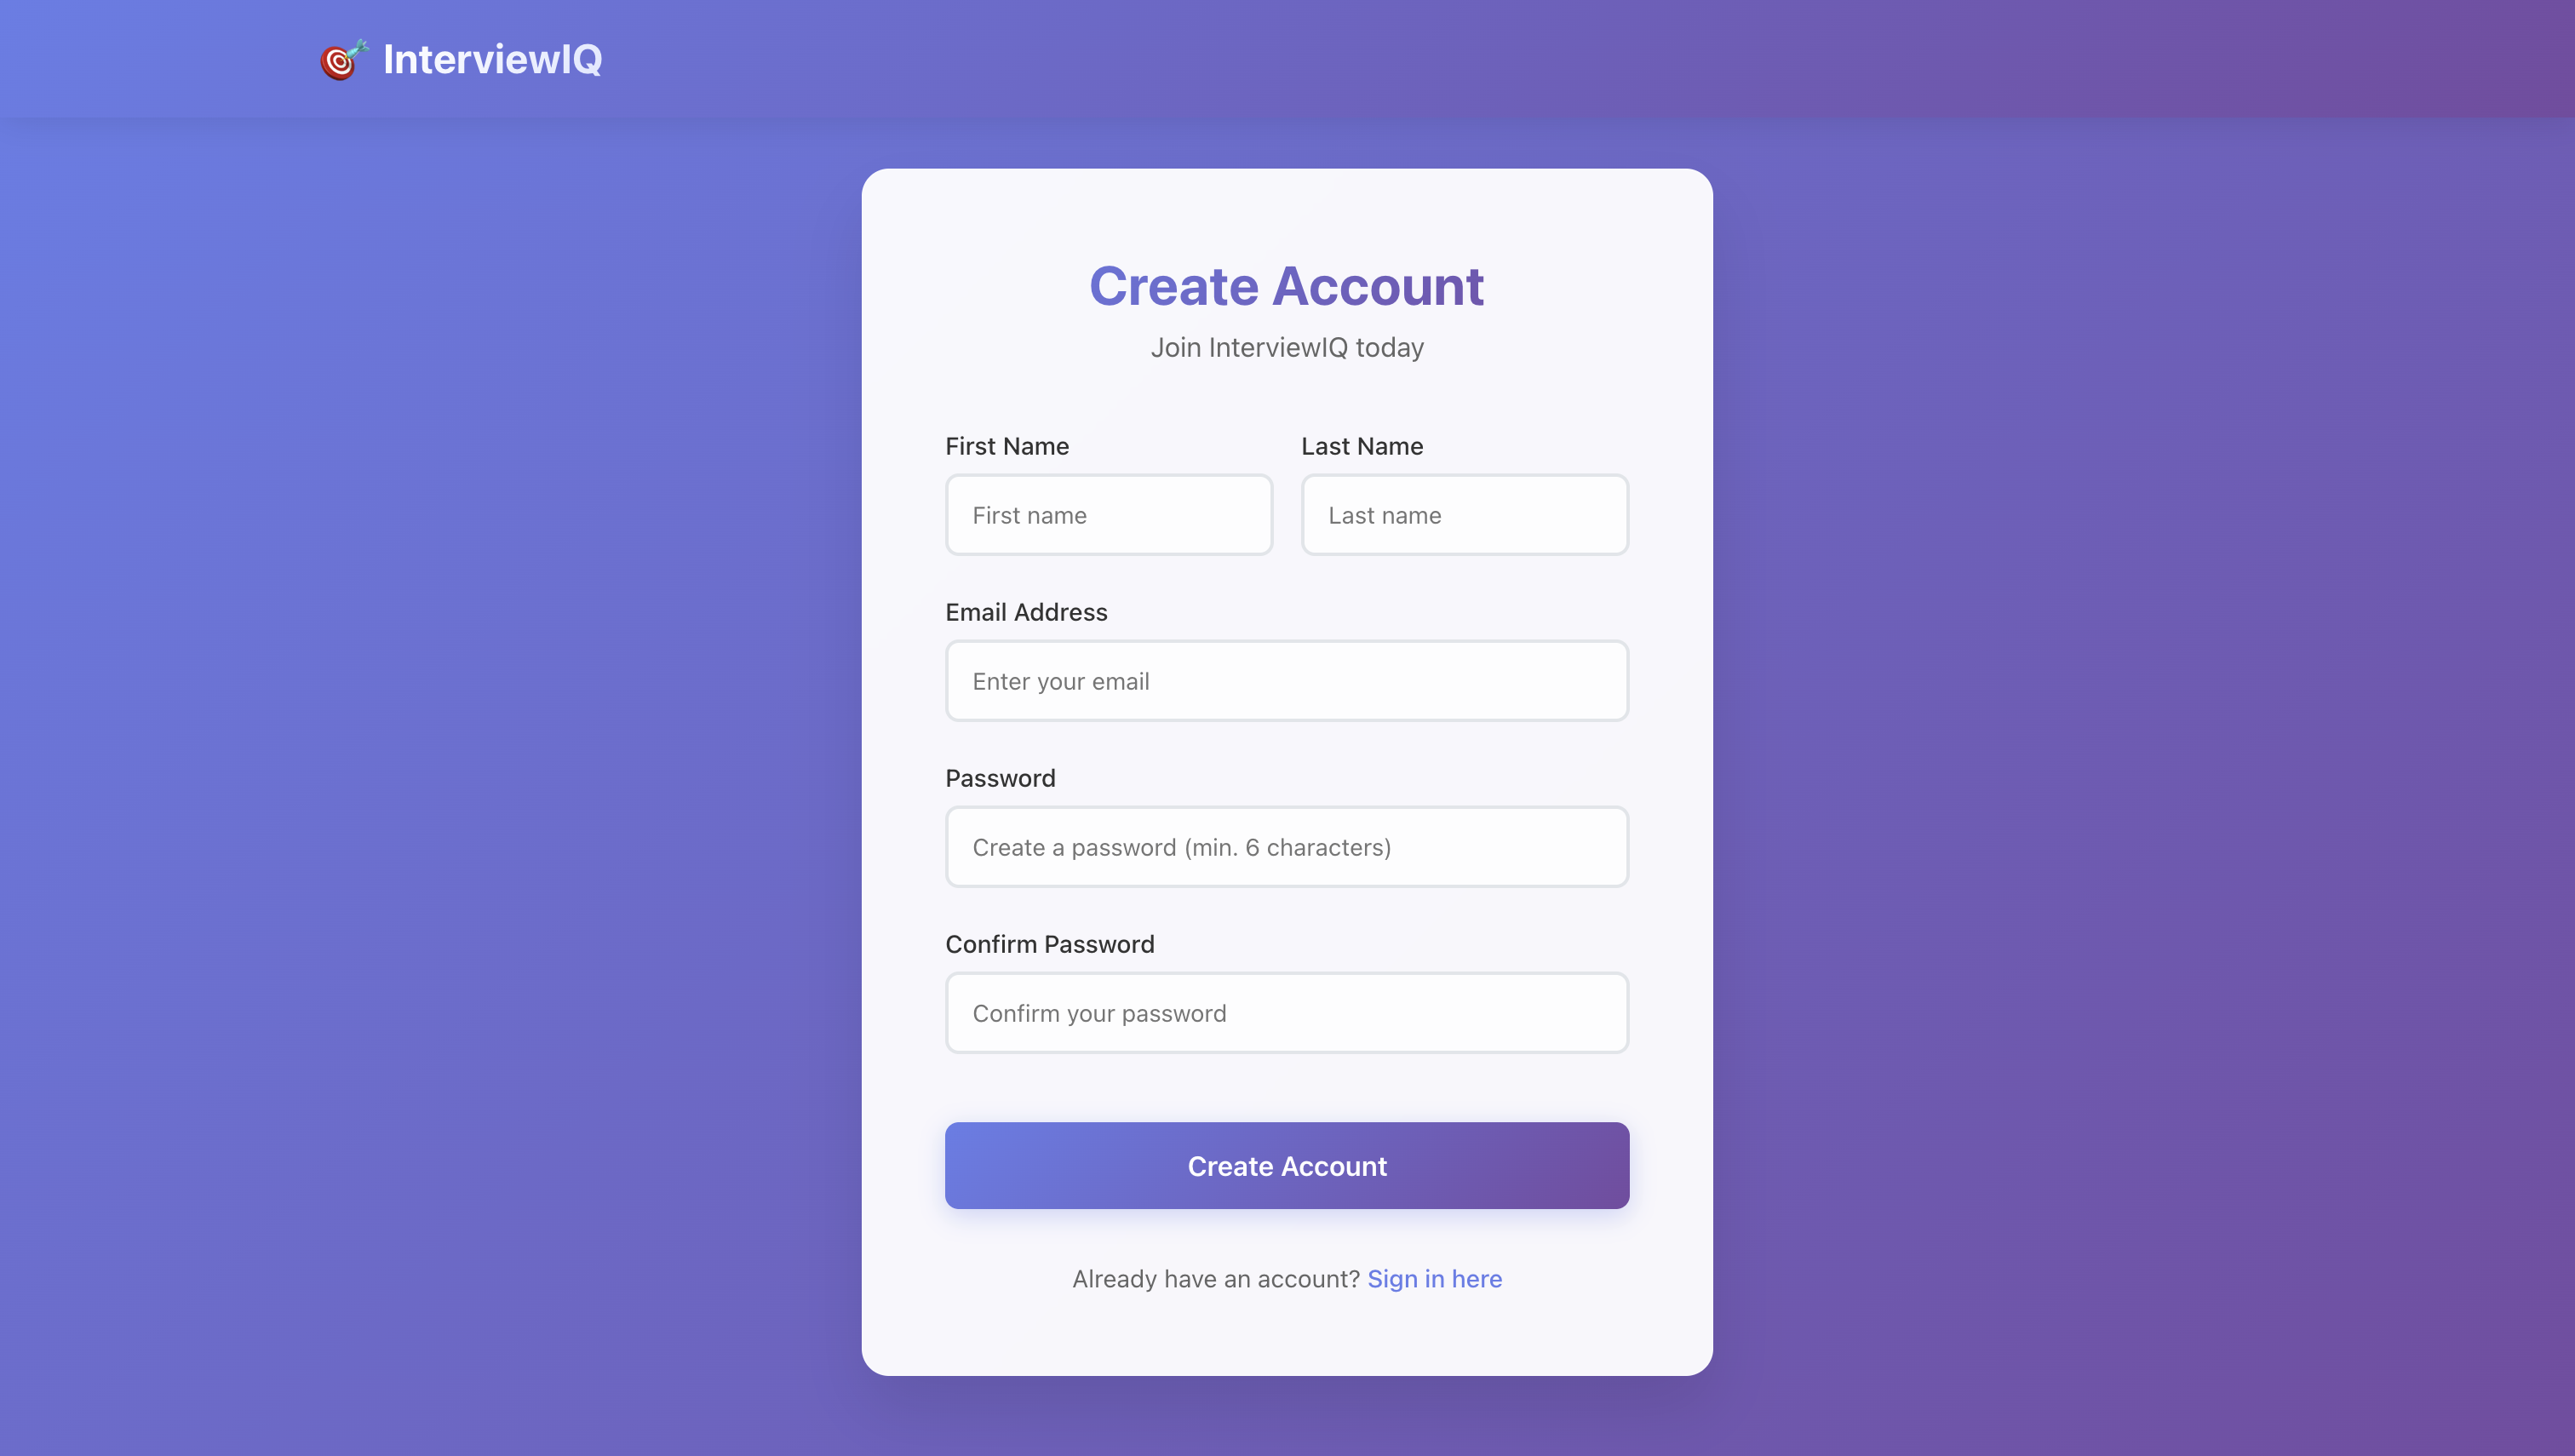 InterviewIQ
Create Account
Join InterviewIQ today
First Name Last Name
First name Last name
Email Address
Enter your email
Password
Create a password (min. 6 characters)
Confirm Password
Confirm your password
Create Account
Already have an account? Sign in here